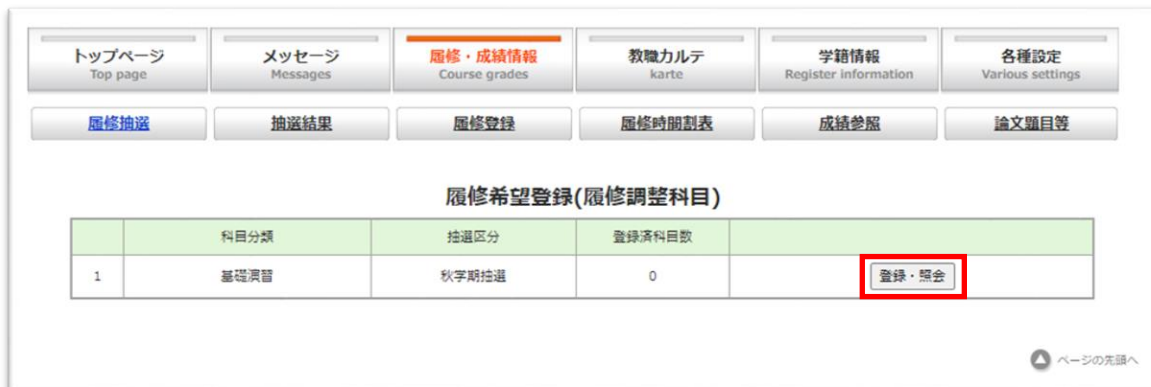 トップページ メッセージ 履修・成績情報 教職カルテ 学籍情報 各種設定
Top page Messages Course grades karte Register information Various settings
履修抽選 抽選結果 履修登録 履修時間割表 成績参照 論文題目等
履修希望登録(履修調整科目)
科目分類 抽選区分 登録済科目数
1 基礎演習 秋学期抽選 0 登録・照会
ページの先頭へ